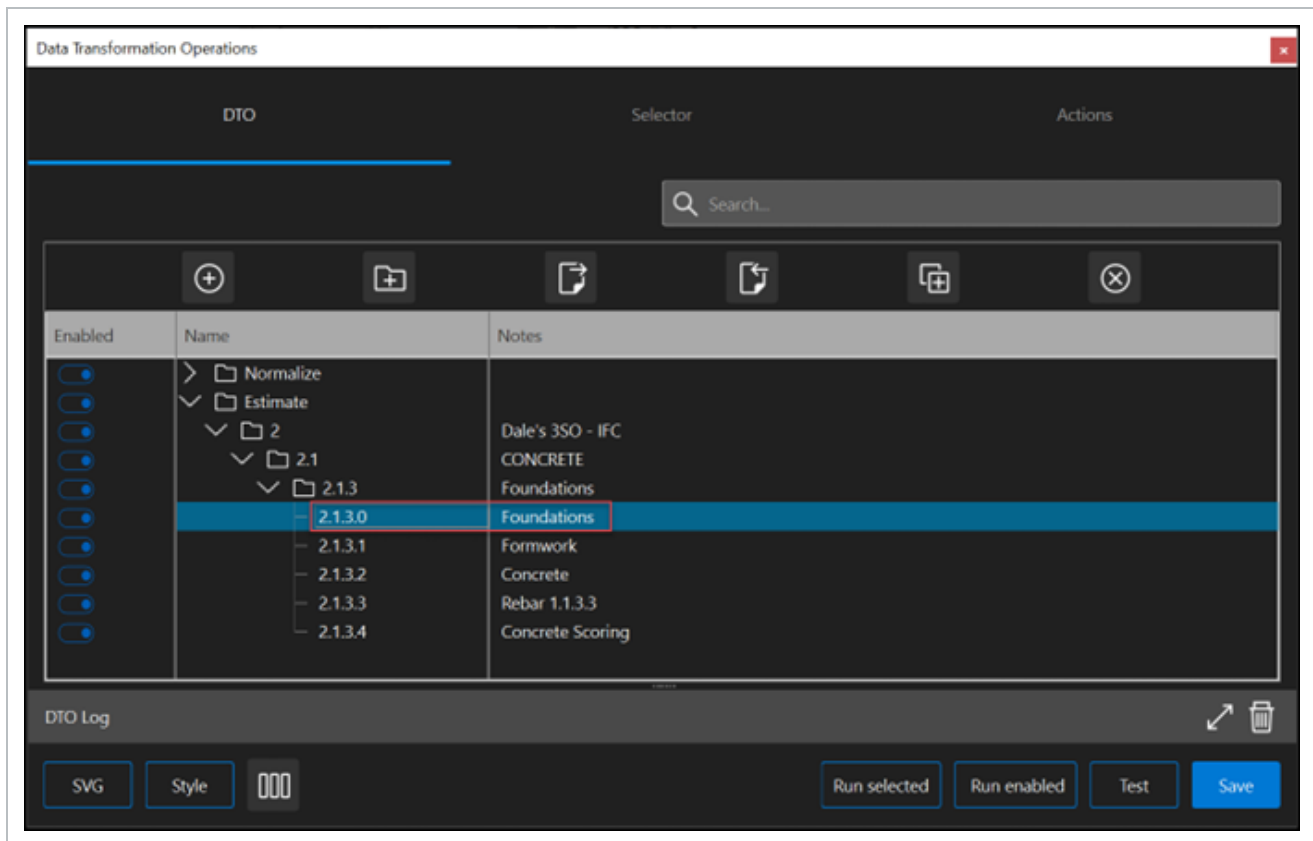 Data Transformation Operations
DTO Selector Actions
Search...
Enabled Name Notes
Normalize
Estimate
2 Dale's 3SO - IFC
2.1 CONCRETE
2.1.3 Foundations
2.1.3.0 Foundations
2.1.3.1 Formwork
2.1.3.2 Concrete
2.1.3.3 Rebar 1.1.3.3
2.1.3.4 Concrete Scoring
DTO Log
SVG Style Run selected Run enabled Test Save